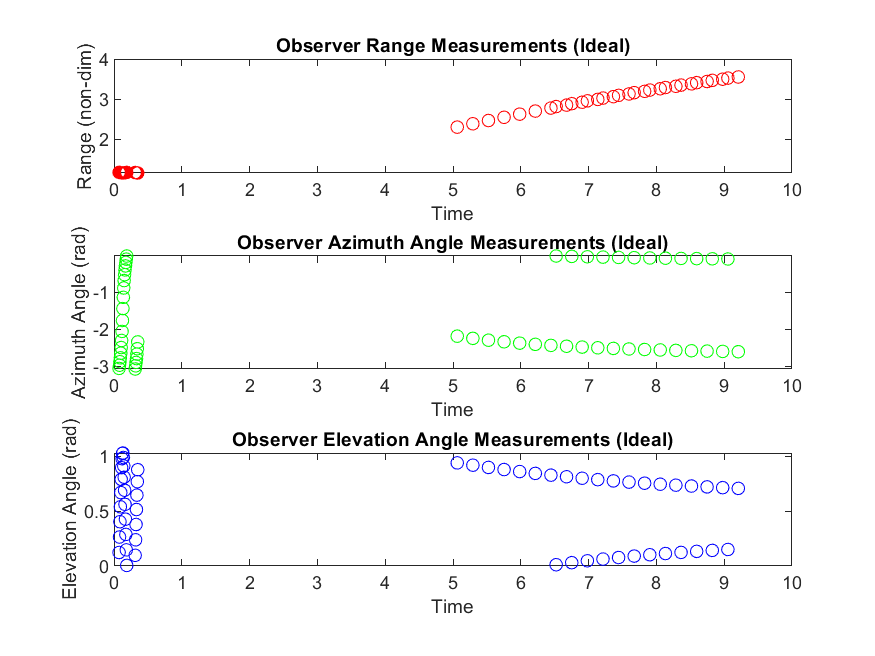 Observer Range Measurements (Ideal)
Range (non-dim)
4
3
2
0 1 2 3 4 5 6 7 8 9 10
Time
Observer Azimuth Angle Measurements (Ideal)
Azimuth Angle (rad)
-1
-2
-3
0 1 2 3 4 5 6 7 8 9 10
Time
Observer Elevation Angle Measurements (Ideal)
Elevation Angle (rad)
1
0.5
0
0 1 2 3 4 5 6 7 8 9 10
Time